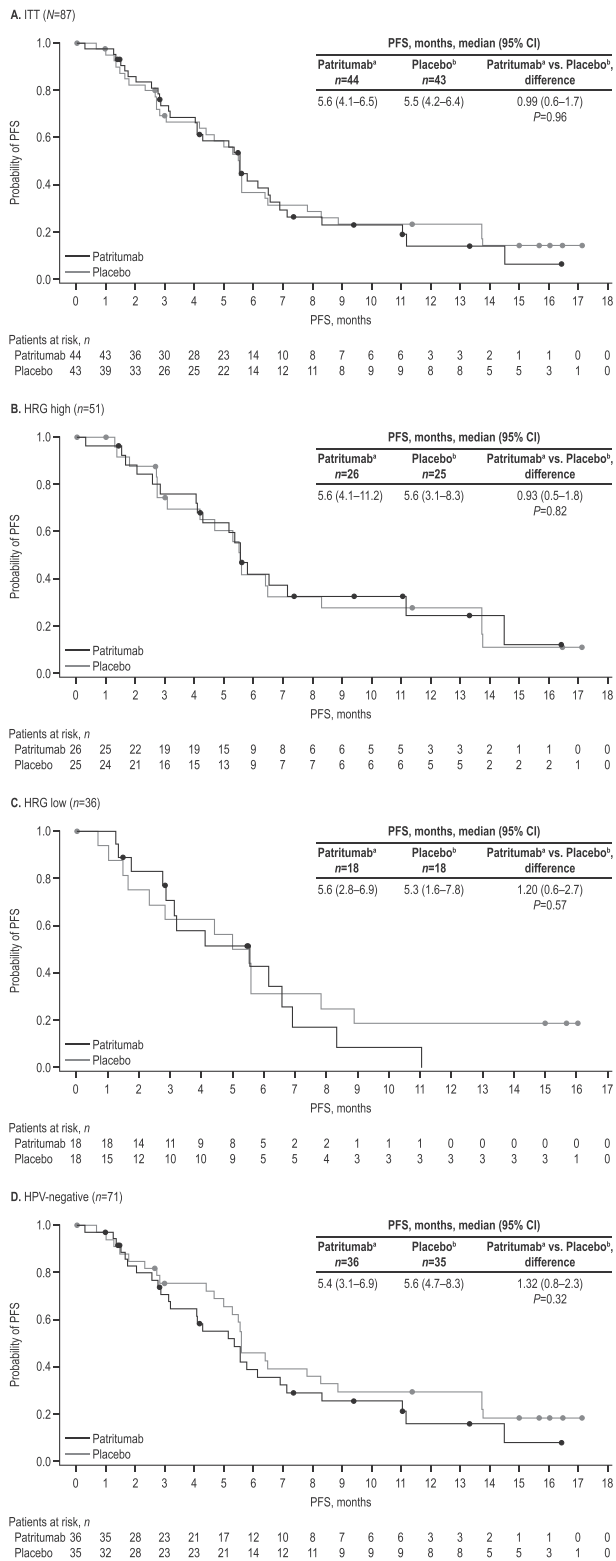 A. ITT (N=87)
PFS, months, median (95% CI)
Patritumabᵃ n=44 Placeboᵇ n=43 Patritumabᵃ vs. Placeboᵇ, difference
5.6 (4.1–6.5) 5.5 (4.2–6.4) 0.99 (0.6–1.7)
P=0.96
Probability of PFS
1.0
0.8
0.6
0.4
0.2
0.0
Patritumab
Placebo
0 1 2 3 4 5 6 7 8 9 10 11 12 13 14 15 16 17 18
PFS, months
Patients at risk, n
Patritumab 44 43 36 30 28 23 14 10 8 7 6 6 3 3 2 1 1 0 0
Placebo 43 39 33 26 25 22 14 12 11 8 9 9 8 8 5 5 3 1 0
B. HRG high (n=51)
PFS, months, median (95% CI)
Patritumabᵃ n=26 Placeboᵇ n=25 Patritumabᵃ vs. Placeboᵇ, difference
5.6 (4.1–11.2) 5.6 (3.1–8.3) 0.93 (0.5–1.8)
P=0.82
Probability of PFS
1.0
0.8
0.6
0.4
0.2
0.0
Patritumab
Placebo
0 1 2 3 4 5 6 7 8 9 10 11 12 13 14 15 16 17 18
PFS, months
Patients at risk, n
Patritumab 26 25 22 19 19 15 9 8 6 6 5 5 3 3 2 1 1 0 0
Placebo 25 24 21 16 15 13 9 7 7 6 6 6 5 5 2 2 2 1 0
C. HRG low (n=36)
PFS, months, median (95% CI)
Patritumabᵃ n=18 Placeboᵇ n=18 Patritumabᵃ vs. Placeboᵇ, difference
5.6 (2.8–6.9) 5.3 (1.6–7.8) 1.20 (0.6–2.7)
P=0.57
Probability of PFS
1.0
0.8
0.6
0.4
0.2
0.0
Patritumab
Placebo
0 1 2 3 4 5 6 7 8 9 10 11 12 13 14 15 16 17
PFS, months
Patients at risk, n
Patritumab 18 18 14 11 9 8 5 2 2 1 1 1 0 0 0 0 0 0
Placebo 18 15 12 10 10 9 5 5 4 3 3 3 3 3 3 3 1 0
D. HPV-negative (n=71)
PFS, months, median (95% CI)
Patritumabᵃ n=36 Placeboᵇ n=35 Patritumabᵃ vs. Placeboᵇ, difference
5.4 (3.1–6.9) 5.6 (4.7–8.3) 1.32 (0.8–2.3)
P=0.32
Probability of PFS
1.0
0.8
0.6
0.4
0.2
0.0
Patritumab
Placebo
0 1 2 3 4 5 6 7 8 9 10 11 12 13 14 15 16 17 18
PFS, months
Patients at risk, n
Patritumab 36 35 28 23 21 17 12 10 8 7 6 6 3 3 2 1 1 0 0
Placebo 35 32 28 23 23 21 14 12 11 9 9 9 8 8 5 5 3 1 0